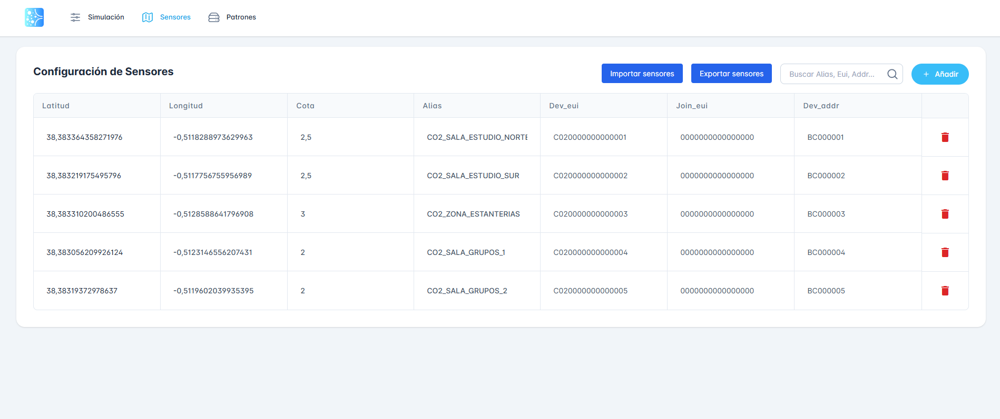 Simulación Sensores Patrones
Configuración de Sensores
Importar sensores Exportar sensores Buscar Alias, Eui, Addr... + Añadir
Latitud Longitud Cota Alias Dev_eui Join_eui Dev_addr
38,383364358271976 -0,5118288973629963 2,5 CO2_SALA_ESTUDIO_NORTE C020000000000001 0000000000000000 BC000001
38,383219175495796 -0,5117756755956989 2,5 CO2_SALA_ESTUDIO_SUR C020000000000002 0000000000000000 BC000002
38,383310200486555 -0,5128588641796908 3 CO2_ZONA_ESTANTERIAS C020000000000003 0000000000000000 BC000003
38,383056209926124 -0,5123146556207431 2 CO2_SALA_GRUPOS_1 C020000000000004 0000000000000000 BC000004
38,38319372978637 -0,5119602039935395 2 CO2_SALA_GRUPOS_2 C020000000000005 0000000000000000 BC000005